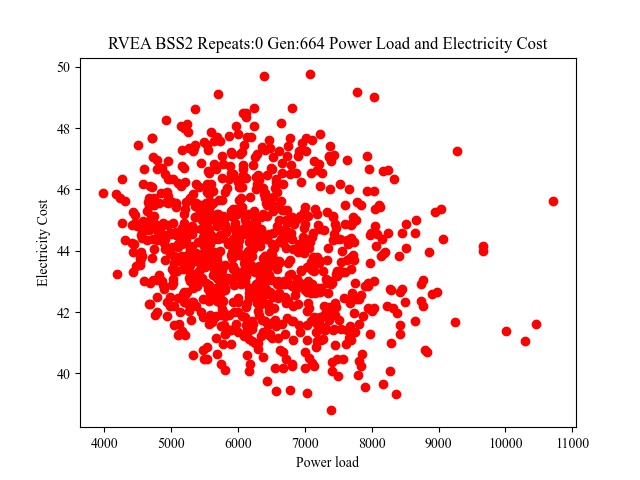 RVEA BSS2 Repeats:0 Gen:664 Power Load and Electricity Cost
50
48
46
44
42
40
Electricity Cost
4000 5000 6000 7000 8000 9000 10000 11000
Power load